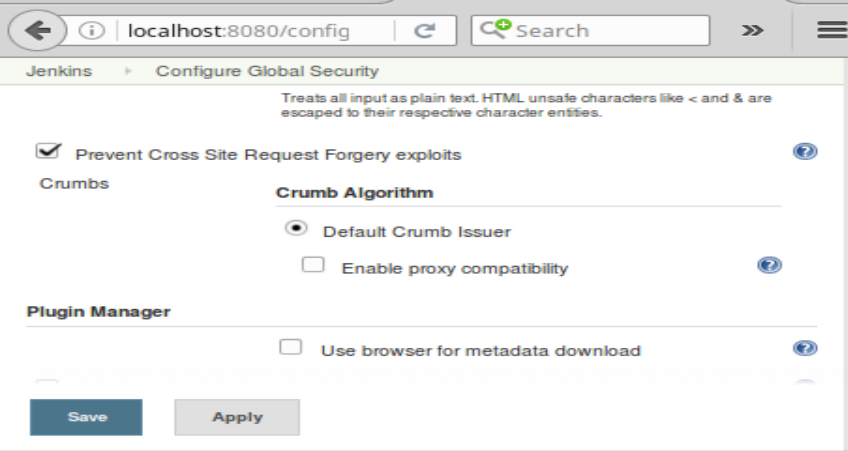 localhost:8080/config
Search
Jenkins
Configure Global Security
Treats all input as plain text. HTML unsafe characters like < and & are
escaped to their respective character entities.
Prevent Cross Site Request Forgery exploits
Crumbs
Crumb Algorithm
Default Crumb Issuer
Enable proxy compatibility
Plugin Manager
Use browser for metadata download
Save
Apply